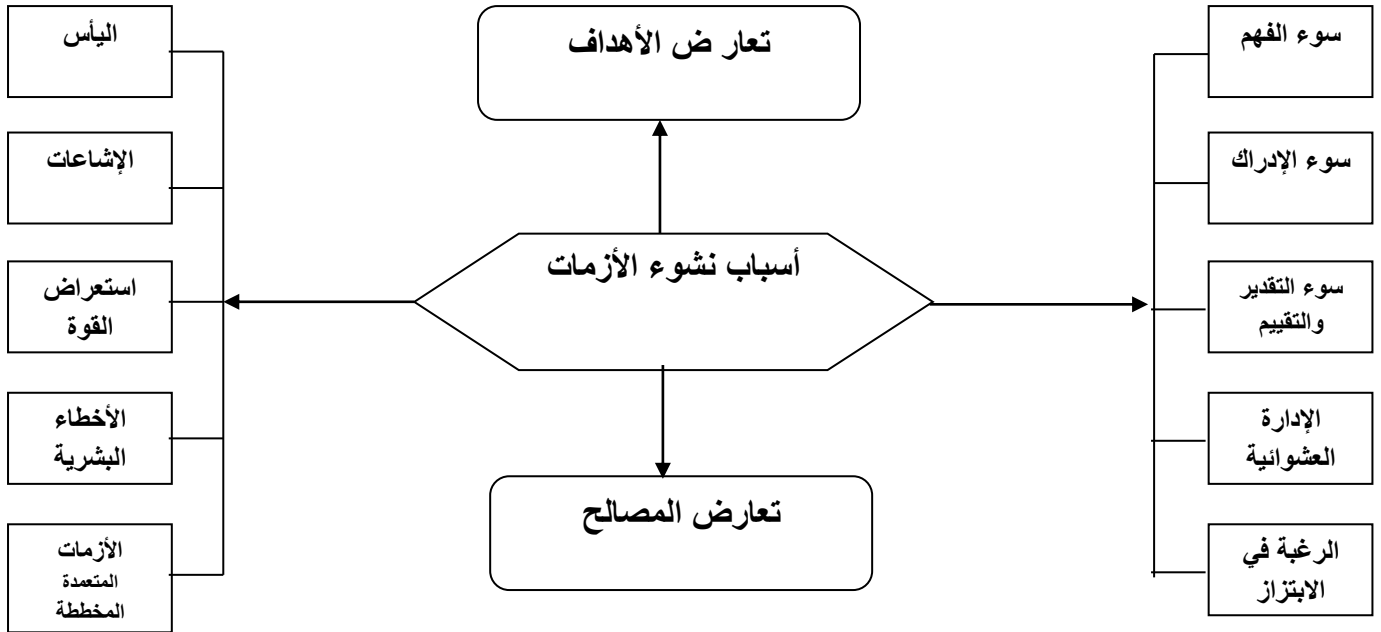 تعار ض الأهداف
سوء الفهم
سوء الإدراك
سوء التقدير
والتقييم
الإدارة
العشوائية
الرغبة في
الابتزاز
أسباب نشوء الأزمات
اليأس
الإشاعات
استعراض
القوة
الأخطاء
البشرية
الأزمات
المتعمدة
المخططة
تعارض المصالح